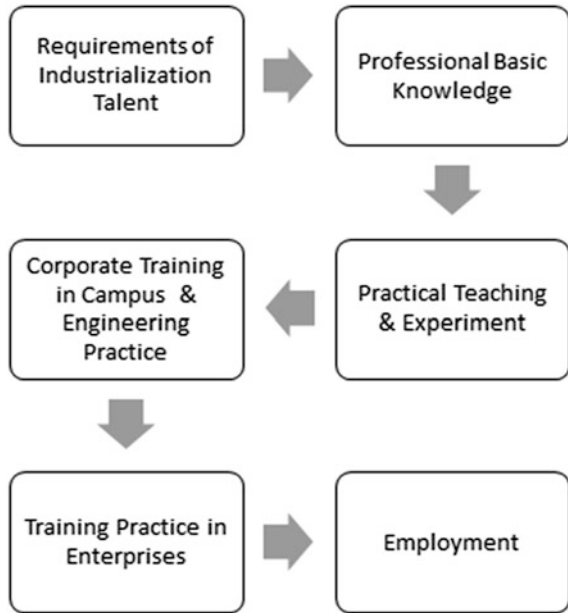 Requirements of
Industrialization
Talent
Professional Basic
Knowledge
Practical Teaching
& Experiment
Corporate Training
in Campus &
Engineering
Practice
Training Practice in
Enterprises
Employment